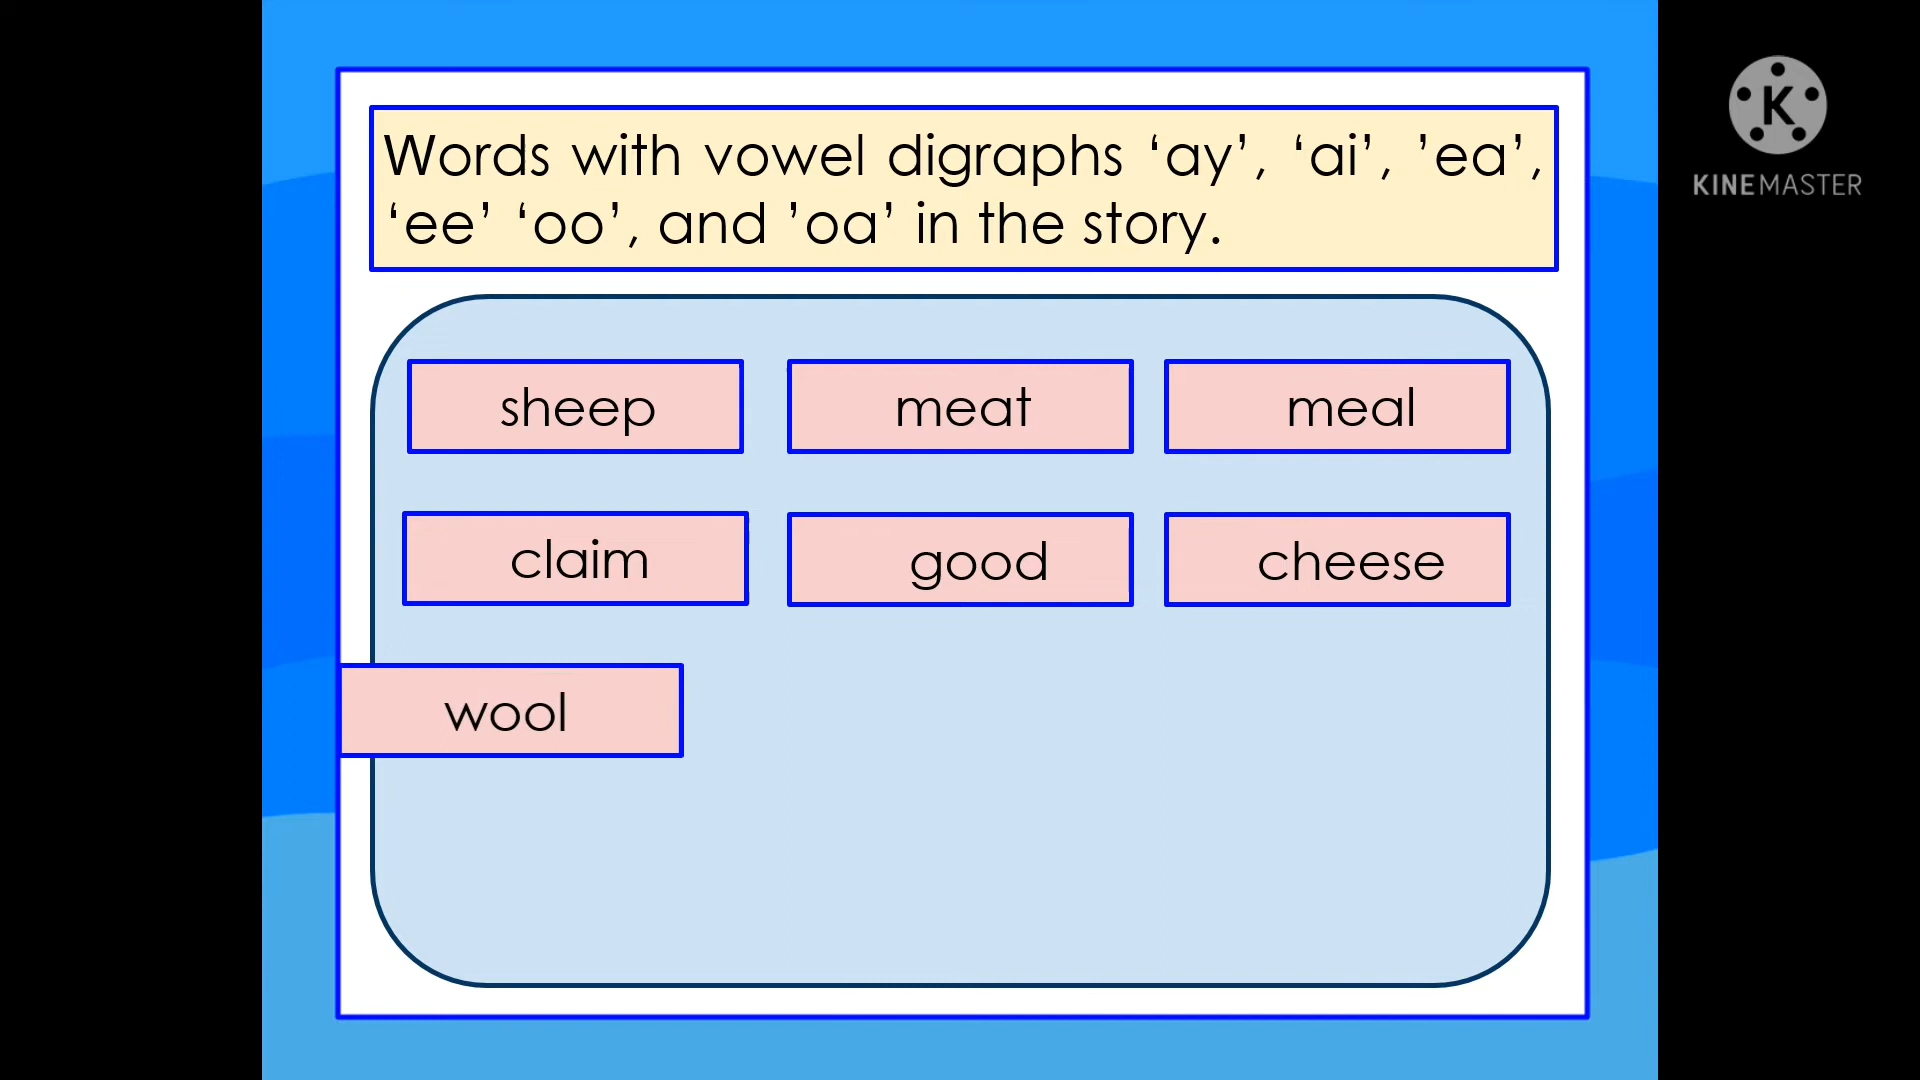 Words with vowel digraphs ‘ay’, ‘ai’, ’ea’,
‘ee’ ‘oo’, and ’oa’ in the story.
sheep
meat
meal
claim
good
cheese
wool
K
KINEMASTER